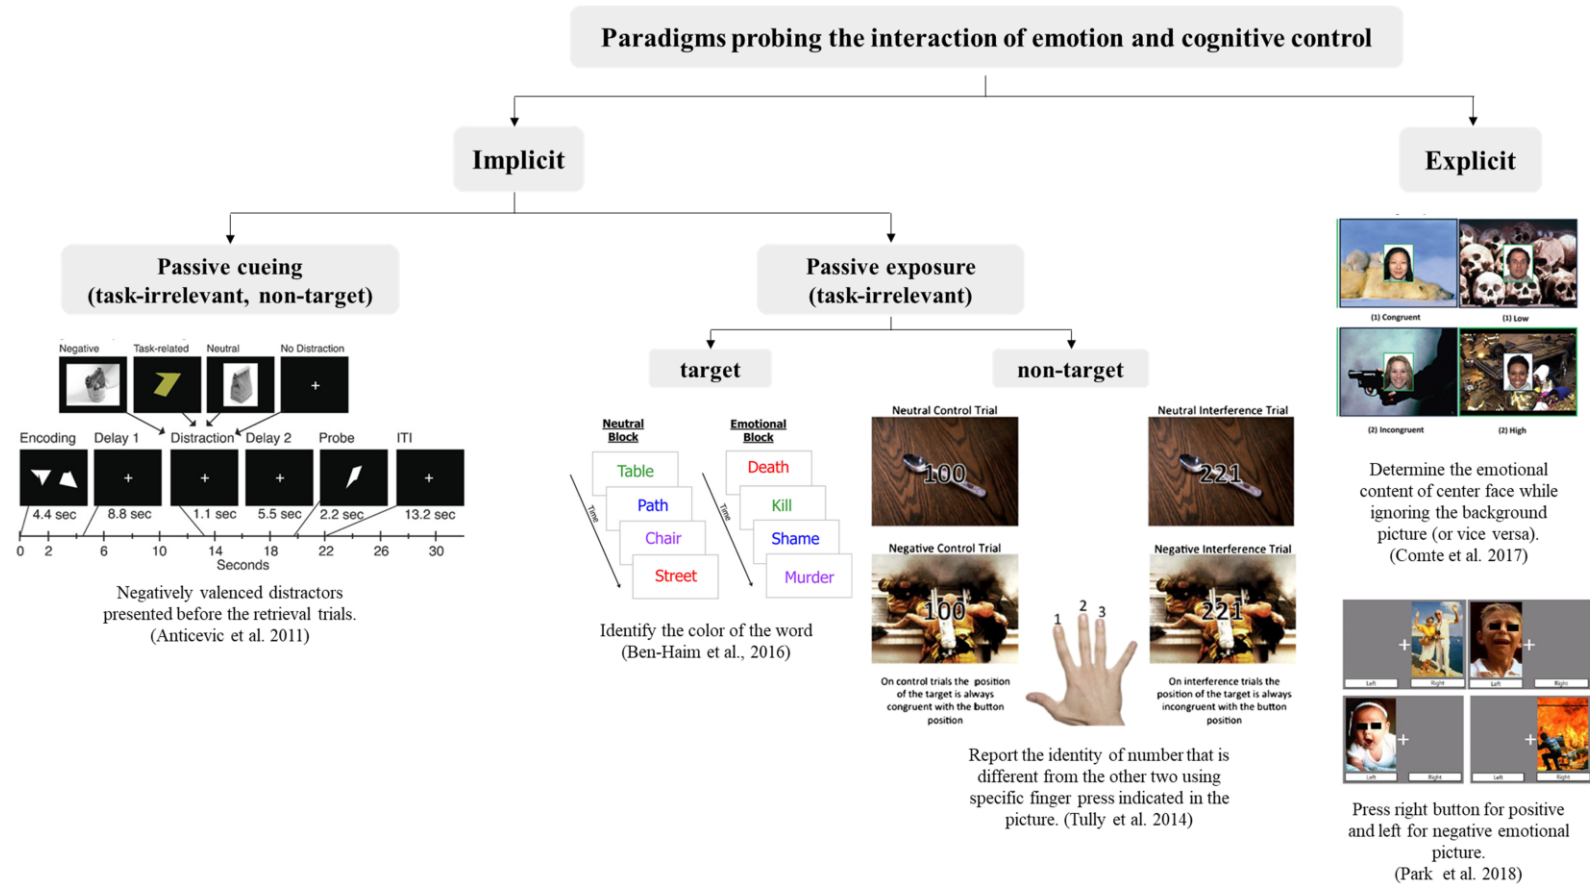 Paradigms probing the interaction of emotion and cognitive control
Implicit
Explicit
Passive cueing
(task-irrelevant, non-target)
Passive exposure
(task-irrelevant)
target
non-target
Negative
Task-related
Neutral
No Distraction
Encoding
Delay 1
Distraction
Delay 2
Probe
ITI
4.4 sec
8.8 sec
1.1 sec
5.5 sec
2.2 sec
13.2 sec
0 2 6 10 14 18 22 26 30
Seconds
Negatively valenced distractors
presented before the retrieval trials.
(Anticevic et al. 2011)
Neutral
Block
Table
Path
Chair
Street
Time
Emotional
Block
Death
Kill
Shame
Murder
Time
Identify the color of the word
(Ben-Haim et al., 2016)
Neutral Control Trial
100
Neutral Interference Trial
221
Negative Control Trial
100
Negative Interference Trial
221
1 2 3
On control trials the position
of the target is always
congruent with the button
position
On interference trials the
position of the target is always
incongruent with the button
position
Report the identity of number that is
different from the other two using
specific finger press indicated in the
picture. (Tully et al. 2014)
(1) Congruent
(1) Low
(2) Incongruent
(2) High
Determine the emotional
content of center face while
ignoring the background
picture (or vice versa).
(Comte et al. 2017)
Left
Right
Left
Right
Left
Right
Left
Right
Press right button for positive
and left for negative emotional
picture.
(Park et al. 2018)